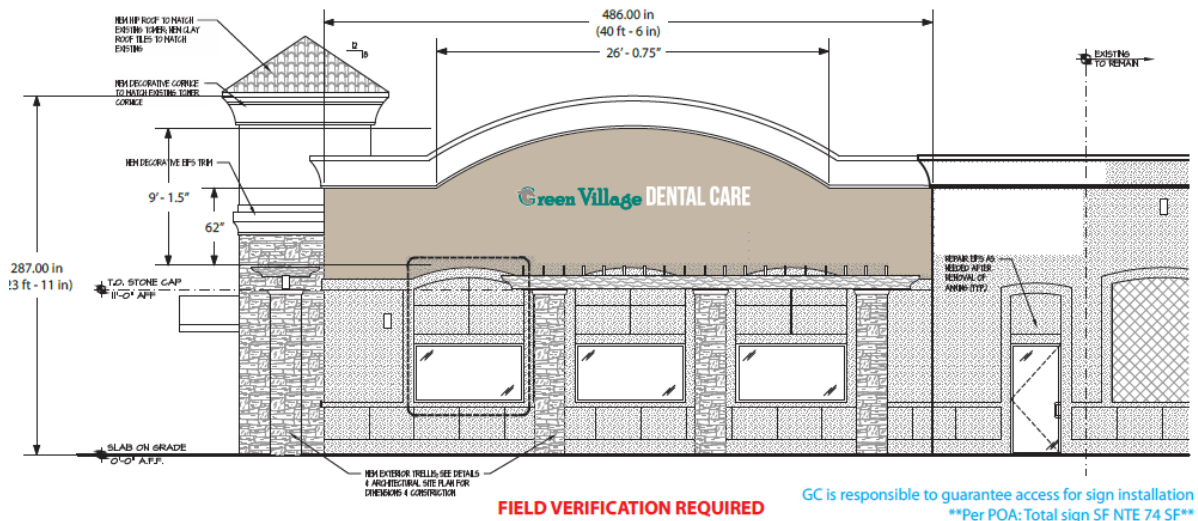 NEW HIP ROOF TO MATCH
EXISTING TOWER; NEW CLAY
ROOF TILES TO MATCH
EXISTING
12
8
486.00 in
(40 ft - 6 in)
26' - 0.75"
EXISTING
TO REMAIN
NEW DECORATIVE CORNICE
TO MATCH EXISTING TOWER
CORNICE
NEW DECORATIVE EIFS TRIM
9' - 1.5"
62"
Green Village DENTAL CARE
287.00 in
23 ft - 11 in)
T.O. STONE CAP
11'-0" AFF
REPAIR EIFS AS
NEEDED AFTER
REMOVAL OF
AWNING (TYP.)
SLAB ON GRADE
0'-0" A.F.F.
NEW EXTERIOR TRELLIS; SEE DETAILS
& ARCHITECTURAL SITE PLAN FOR
DIMENSIONS & CONSTRUCTION
FIELD VERIFICATION REQUIRED
GC is responsible to guarantee access for sign installation
**Per POA: Total sign SF NTE 74 SF**